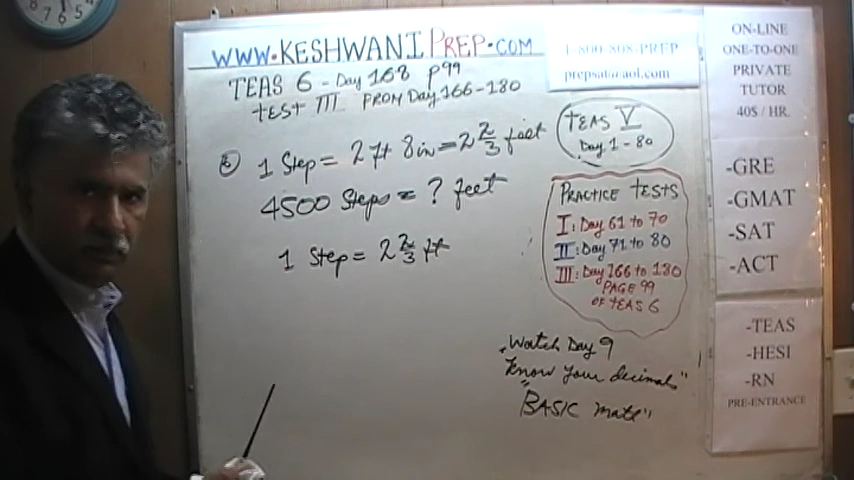 WWW.KESHWANIPREP.COM
TEAS 6 - Day 168 P99
TEST III FROM Day 166-180
1 Step = 2 ft 8 in = 2 2/3 feet
4500 Steps = ? feet
1 Step = 2 2/3 ft
1-800-808-PREP
prepsat@aol.com
TEAS V
Day 1-80
PRACTICE TESTS
I: Day 61 to 70
II: Day 71 to 80
III: Day 166 to 180
PAGE 99
OF TEAS 6
"Watch Day 9
Know your decimals"
"BASIC Math"
ON-LINE
ONE-TO-ONE
PRIVATE
TUTOR
40$ / HR.
-GRE
-GMAT
-SAT
-ACT
-TEAS
-HESI
-RN
PRE-ENTRANCE
8 7 6 5